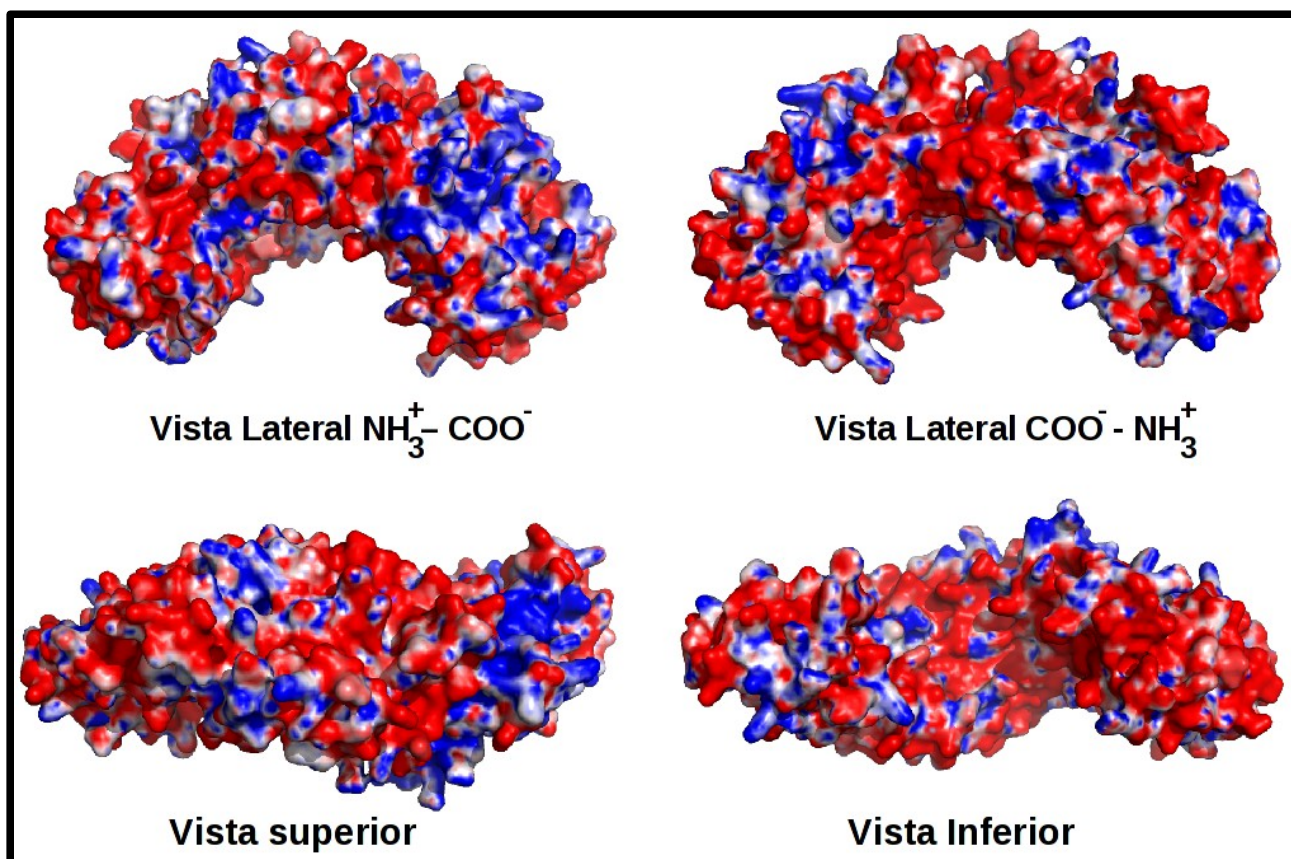 Vista Lateral NH₃⁺– COO⁻
Vista Lateral COO⁻ - NH₃⁺
Vista superior
Vista Inferior